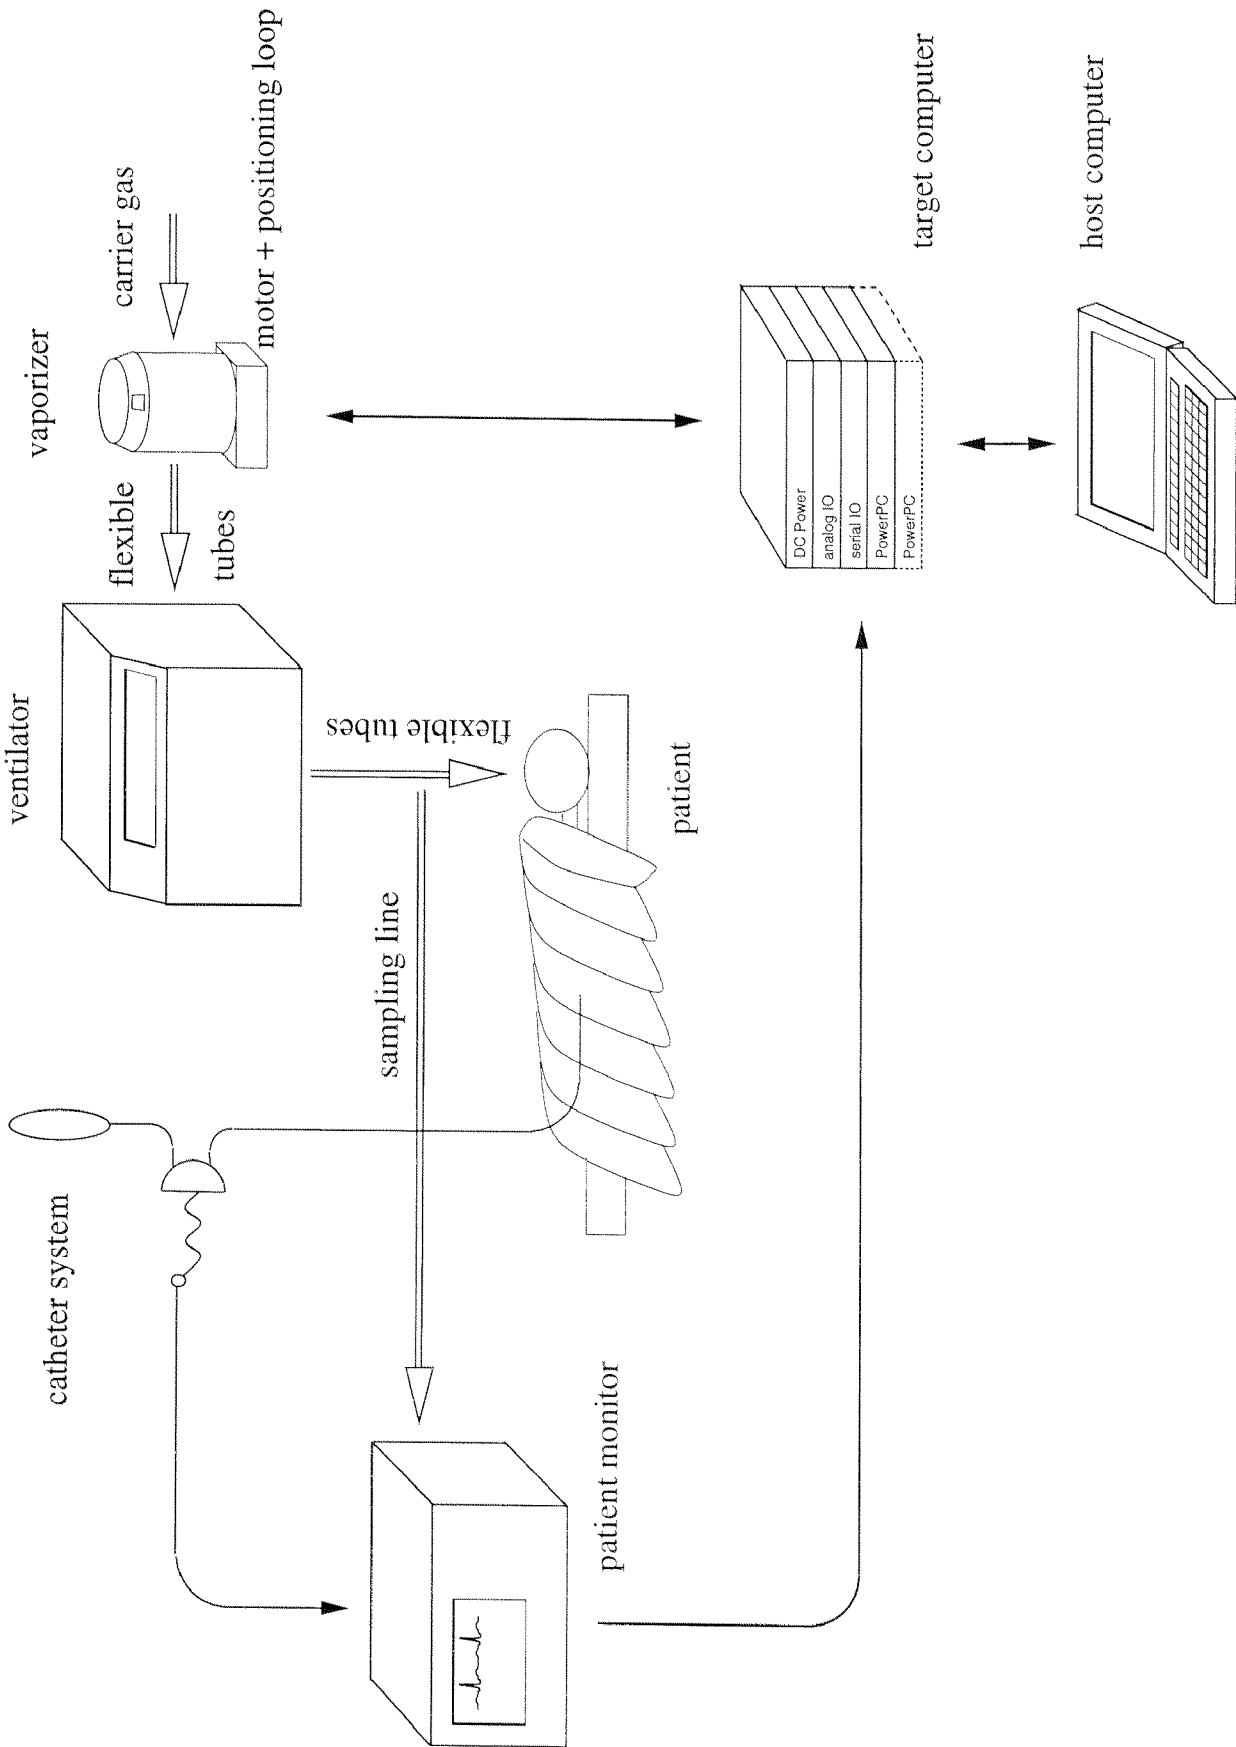 catheter system
ventilator
vaporizer
carrier gas
flexible
tubes
motor + positioning loop
flexible tubes
sampling line
patient
patient monitor
DC Power
analog IO
serial IO
PowerPC
PowerPC
target computer
host computer